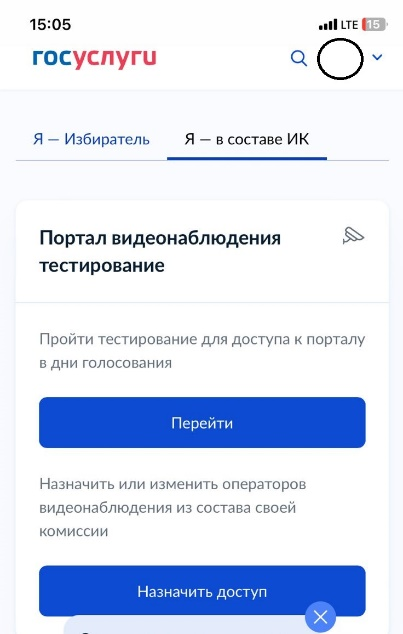 15:05 LTE 15
госуслуги
Я — Избиратель Я — в составе ИК
Портал видеонаблюдения
тестирование
Пройти тестирование для доступа к порталу
в дни голосования
Перейти
Назначить или изменить операторов
видеонаблюдения из состава своей
комиссии
Назначить доступ